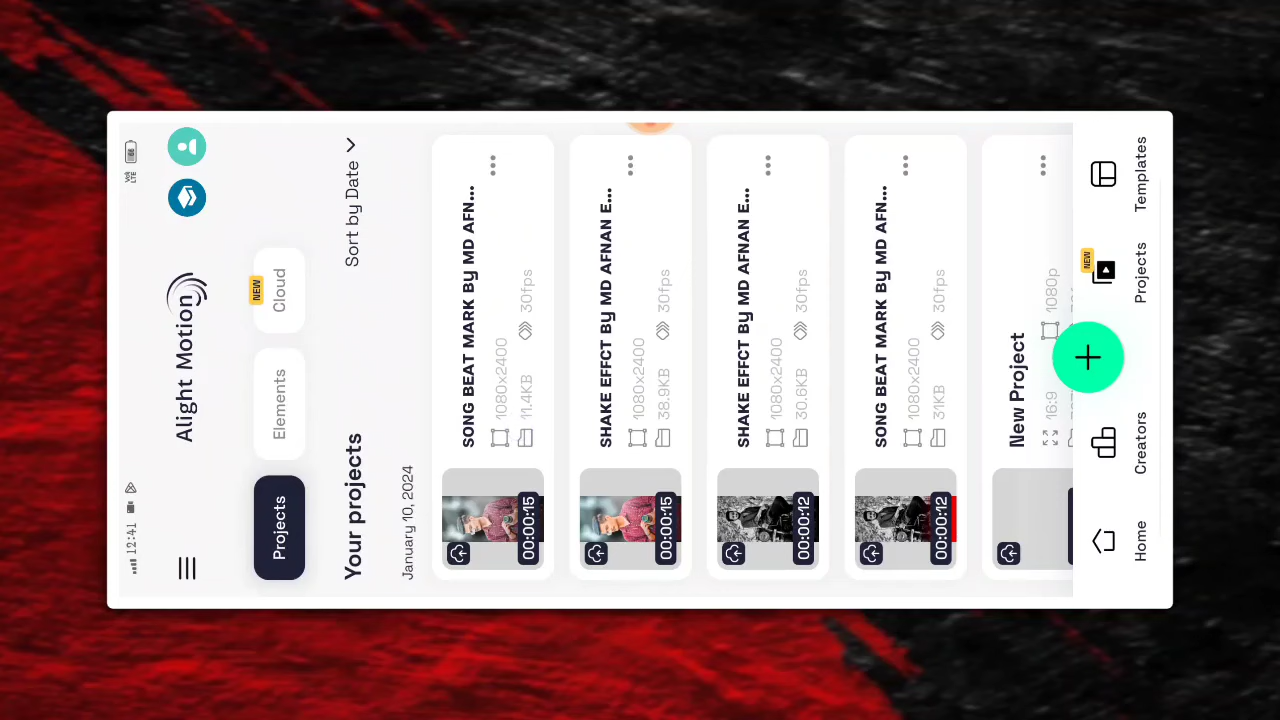 12:41
Vo) LTE
Alight Motion
Projects
Elements
Cloud
NEW
Your projects
Sort by Date
January 10, 2024
SONG BEAT MARK By MD AFN...
1080x2400
11.4KB 30fps
00:00:15
SHAKE EFFCT By MD AFNAN E...
1080x2400
38.9KB 30fps
00:00:15
SHAKE EFFCT By MD AFNAN E...
1080x2400
30.6KB 30fps
00:00:12
SONG BEAT MARK By MD AFN...
1080x2400
31KB 30fps
00:00:12
New Project
16:9 1080p
Home
Creators
+
NEW
Projects
Templates